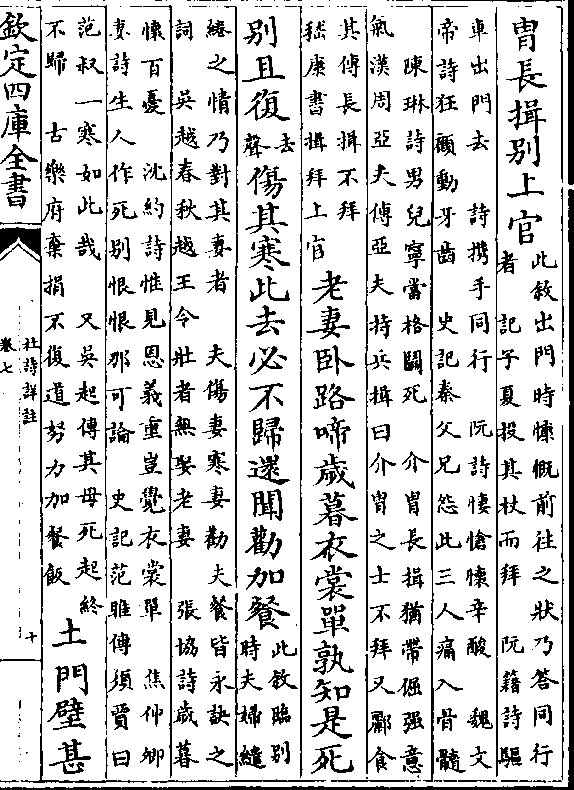 冑長揖別上官
此敘出門時慷慨前往之狀乃答同行
者　記子夏投其杖而拜　阮籍詩驅
車出門去　詩攜手同行　阮詩悽愴懷辛酸　魏文
帝詩狂顧動牙齒　史記秦父兄怨此三人痛入骨髓
陳琳詩男兒寧當格鬭死　介冑長揖猶帶倔强意
氣漢周亞夫傳亞夫持兵揖曰介冑之士不拜又酈食
其傳長揖不拜
嵇康書揖拜上官
老妻卧路啼歲暮衣裳單孰知是死
別且復
去
聲
傷其寒此去必不歸還聞勸加餐
此敘臨別
時夫婦繾
綣之情乃對其妻者　夫傷妻寒妻勸夫餐皆永訣之
詞　吳越春秋越王令壯者無娶老妻　張協詩歲暮
懷百憂　沈約詩惟見恩義重豈覺衣裳單　焦仲卿
妻詩生人作死别恨恨那可論　史記范雎傳須賈曰
范叔一寒如此哉　又吳起傳其母死起終
不歸　古樂府棄捐不復道努力加餐飯
土門壁甚
欽定四庫全書
杜詩詳註
卷七
十